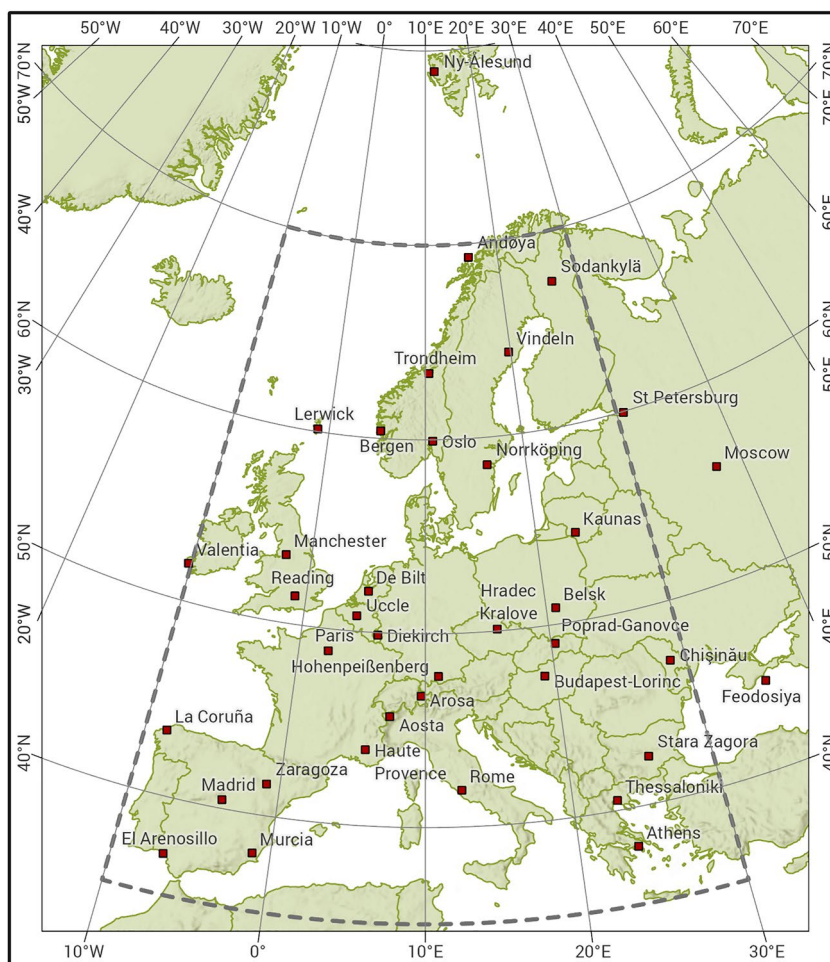 50°W
40°W
30°W
20°W
10°W
0°
10°E
20°E
30°E
40°E
50°E
60°E
70°E
70°N
70°N
50°W
70°E
Ny-Alesund
40°W
60°E
Andøya
Sodankylä
60°N
60°N
Vindeln
30°W
Trondheim
50°E
St Petersburg
Lerwick
Bergen
Oslo
Norrköping
Moscow
Kaunas
50°N
50°N
Valentia
Manchester
Reading
De Bilt
Hradec
Kralove
Belsk
Uccle
20°W
40°E
Paris
Diekirch
Poprad-Ganovce
Hohenpeißenberg
Chişinău
Arosa
Budapest-Lorinc
Feodosiya
La Coruña
Aosta
40°N
40°N
Stara Zagora
Haute
Provence
Zaragoza
Madrid
Rome
Thessaloniki
El Arenosillo
Murcia
Athens
10°W
0°
10°E
20°E
30°E